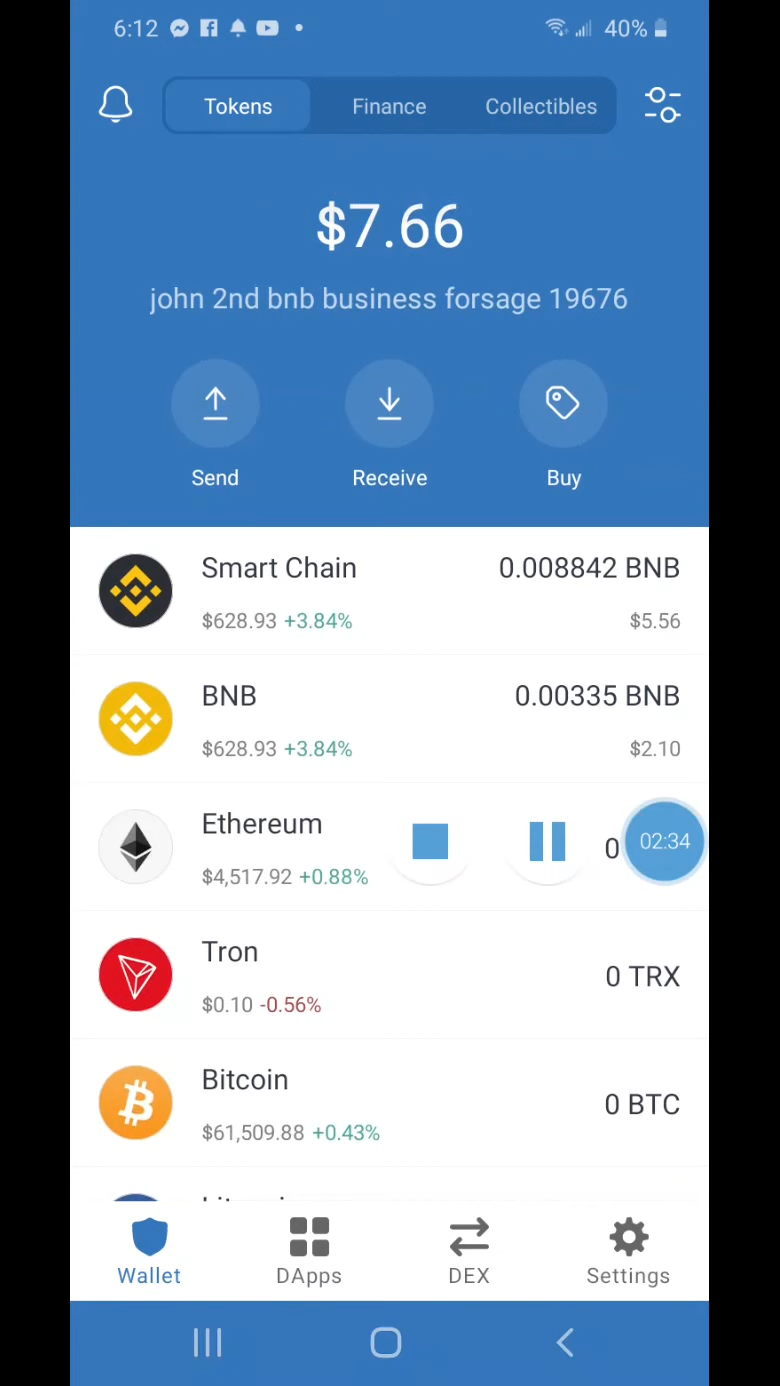 6:12 40%
Tokens Finance Collectibles
$7.66
john 2nd bnb business forsage 19676
Send Receive Buy
Smart Chain 0.008842 BNB
$628.93 +3.84% $5.56
BNB 0.00335 BNB
$628.93 +3.84% $2.10
Ethereum 0 02:34
$4,517.92 +0.88%
Tron 0 TRX
$0.10 -0.56%
Bitcoin 0 BTC
$61,509.88 +0.43%
Wallet DApps DEX Settings